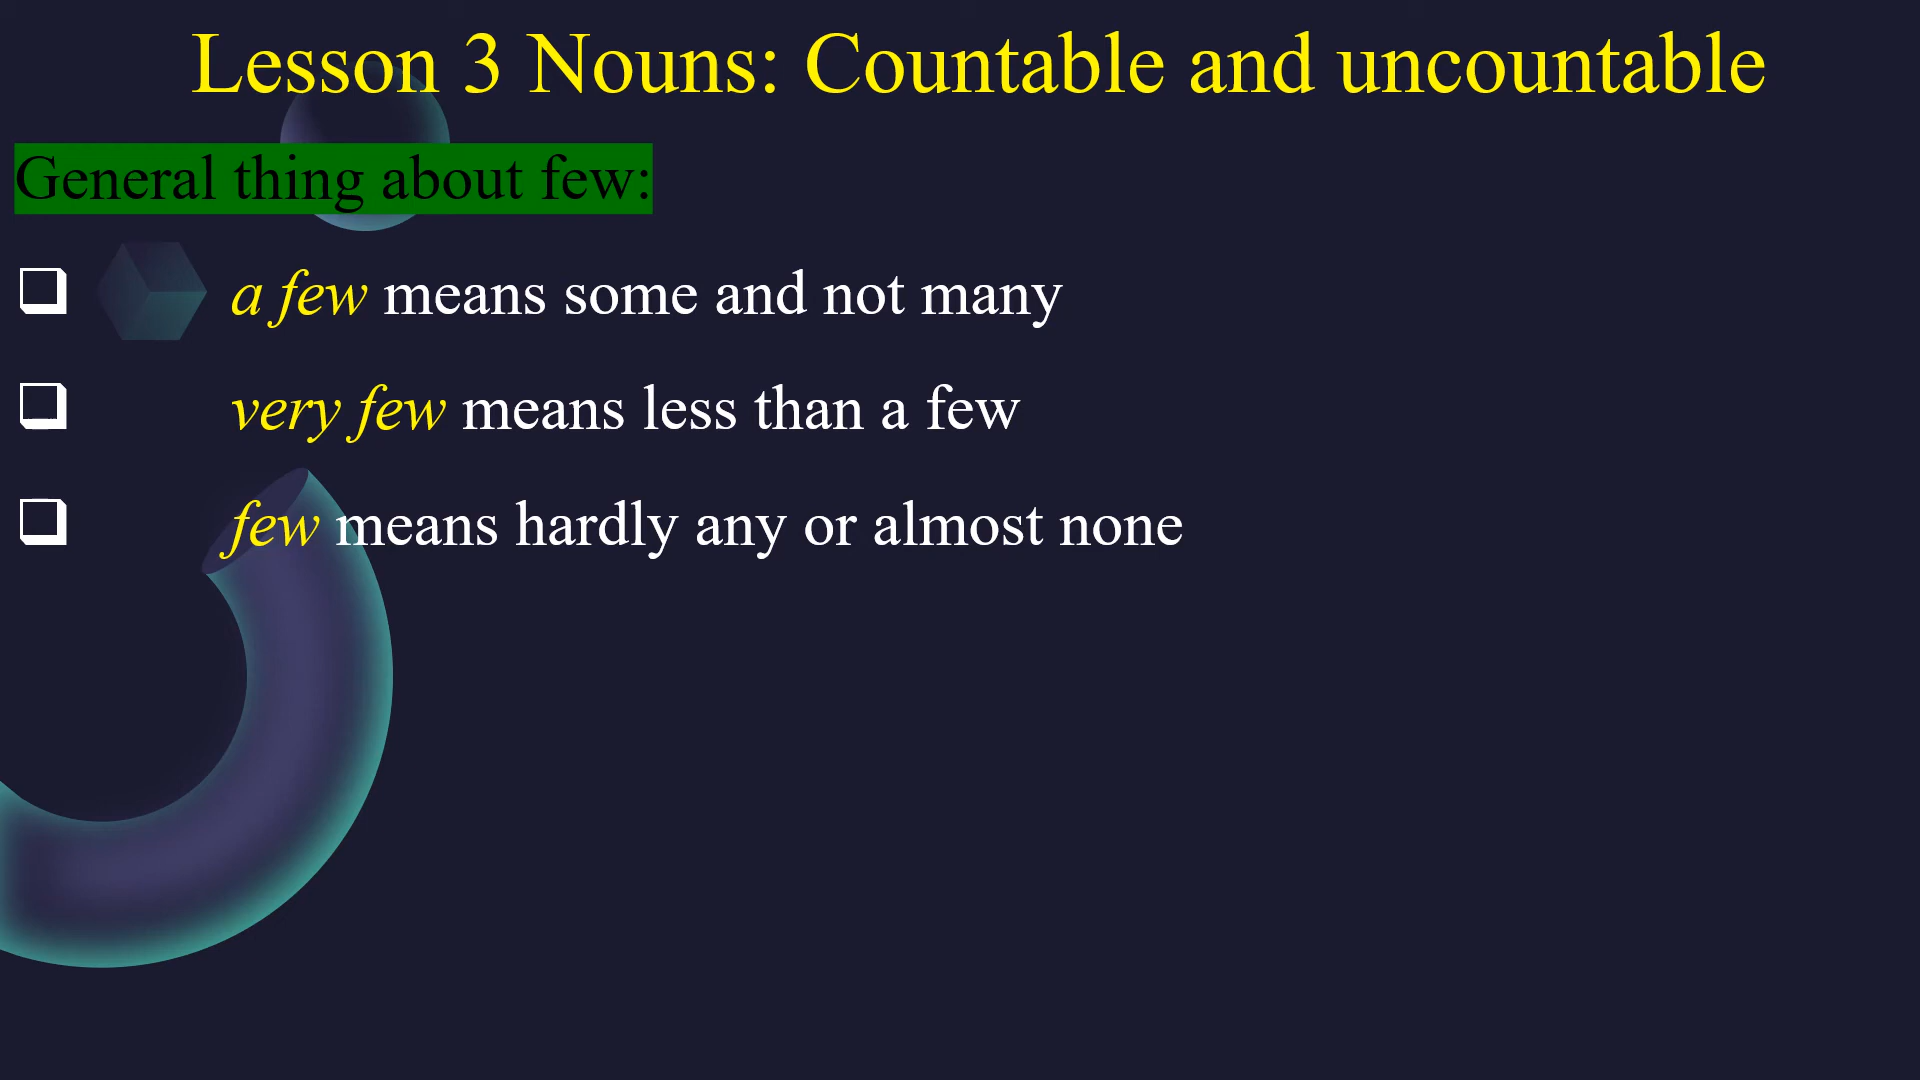 Lesson 3 Nouns: Countable and uncountable
General thing about few:
❑ a few means some and not many
❑ very few means less than a few
❑ few means hardly any or almost none